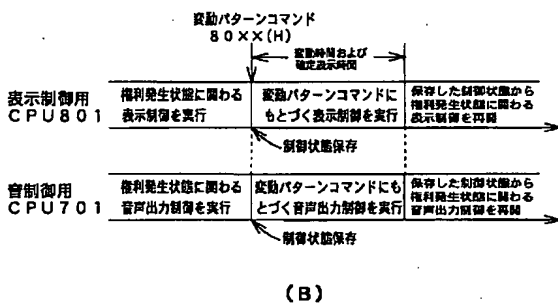 変動パターンコマンド
80××(H)
変動時間および
確定表示時間
表示制御用
CPU801
権利発生状態に関わる
表示制御を実行
変動パターンコマンドに
もとづく表示制御を実行
保存した制御状態から
権利発生状態に関わる
表示制御を再開
制御状態保存
音制御用
CPU701
権利発生状態に関わる
音声出力制御を実行
変動パターンコマンドにも
とづく音声出力制御を実行
保存した制御状態から
権利発生状態に関わる
音声出力制御を再開
制御状態保存
(B)